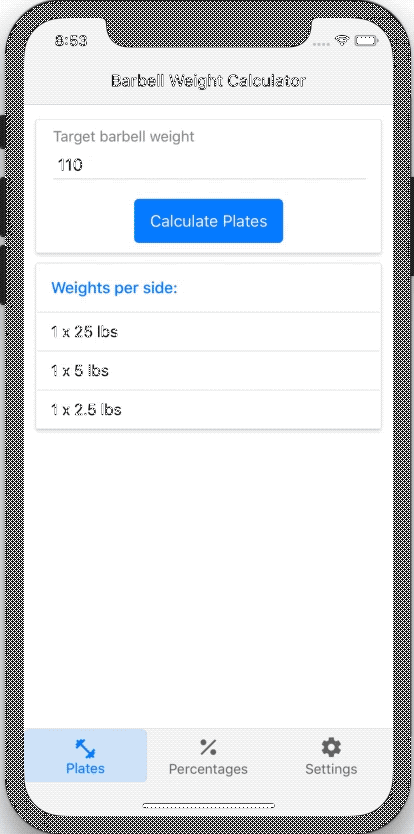 8:53
Barbell Weight Calculator
Target barbell weight
110
Calculate Plates
Weights per side:
1 x 25 lbs
1 x 5 lbs
1 x 2.5 lbs
Plates
Percentages
Settings